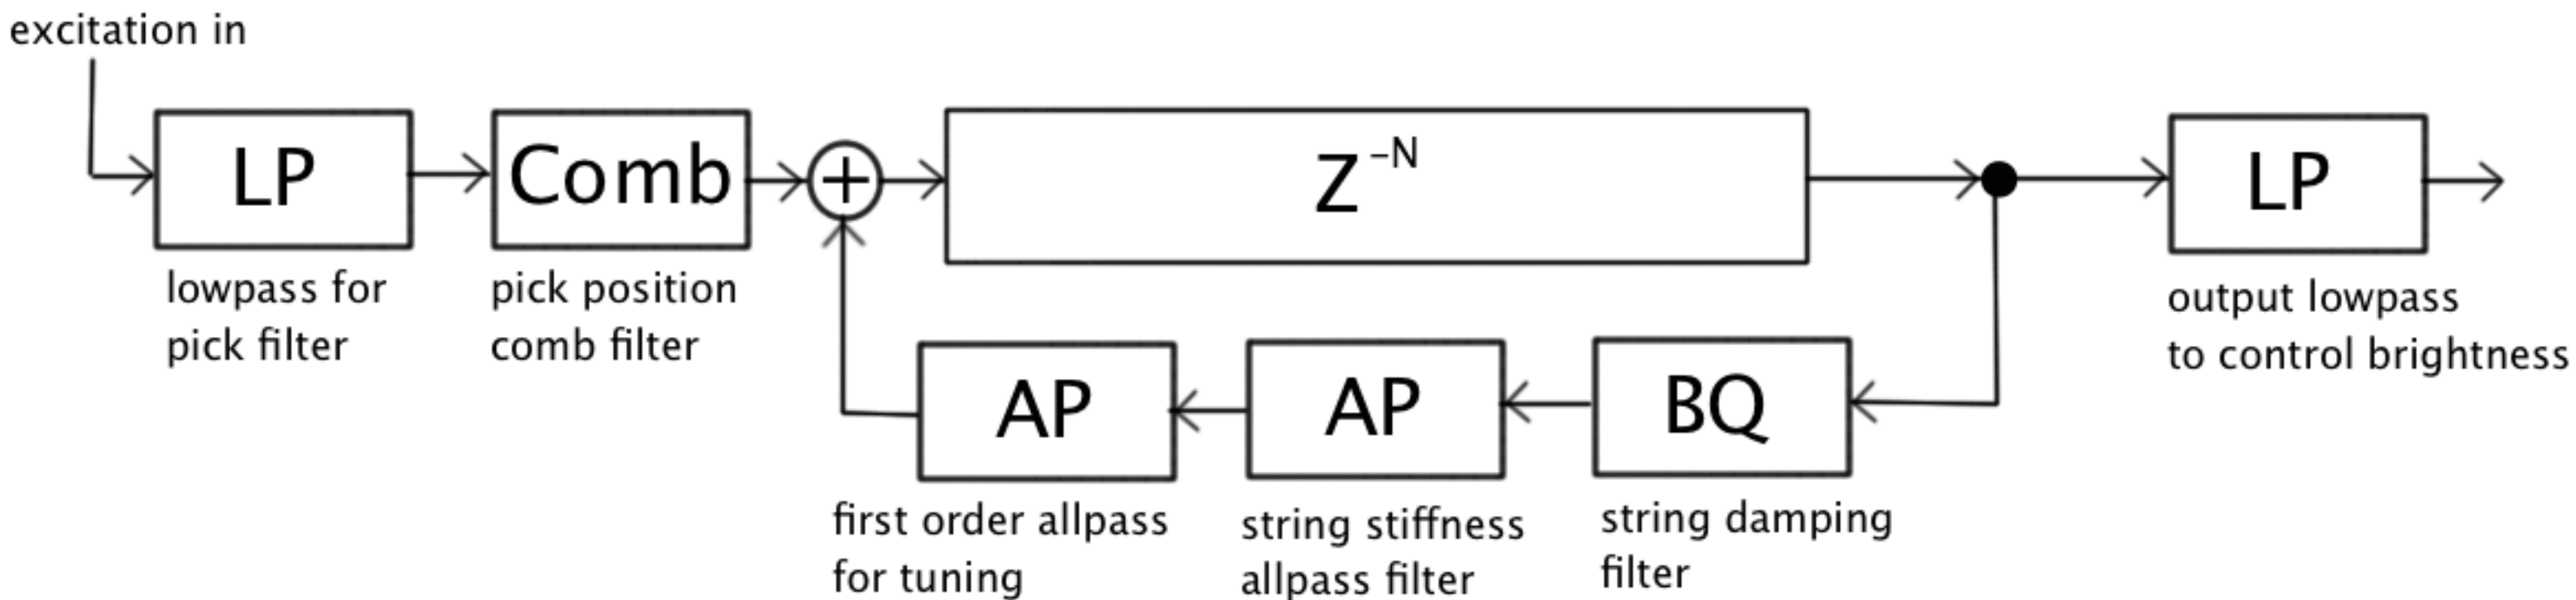 excitation in
LP
Comb
+
Z⁻ᴺ
LP
lowpass for
pick filter
pick position
comb filter
output lowpass
to control brightness
AP
AP
BQ
first order allpass
for tuning
string stiffness
allpass filter
string damping
filter